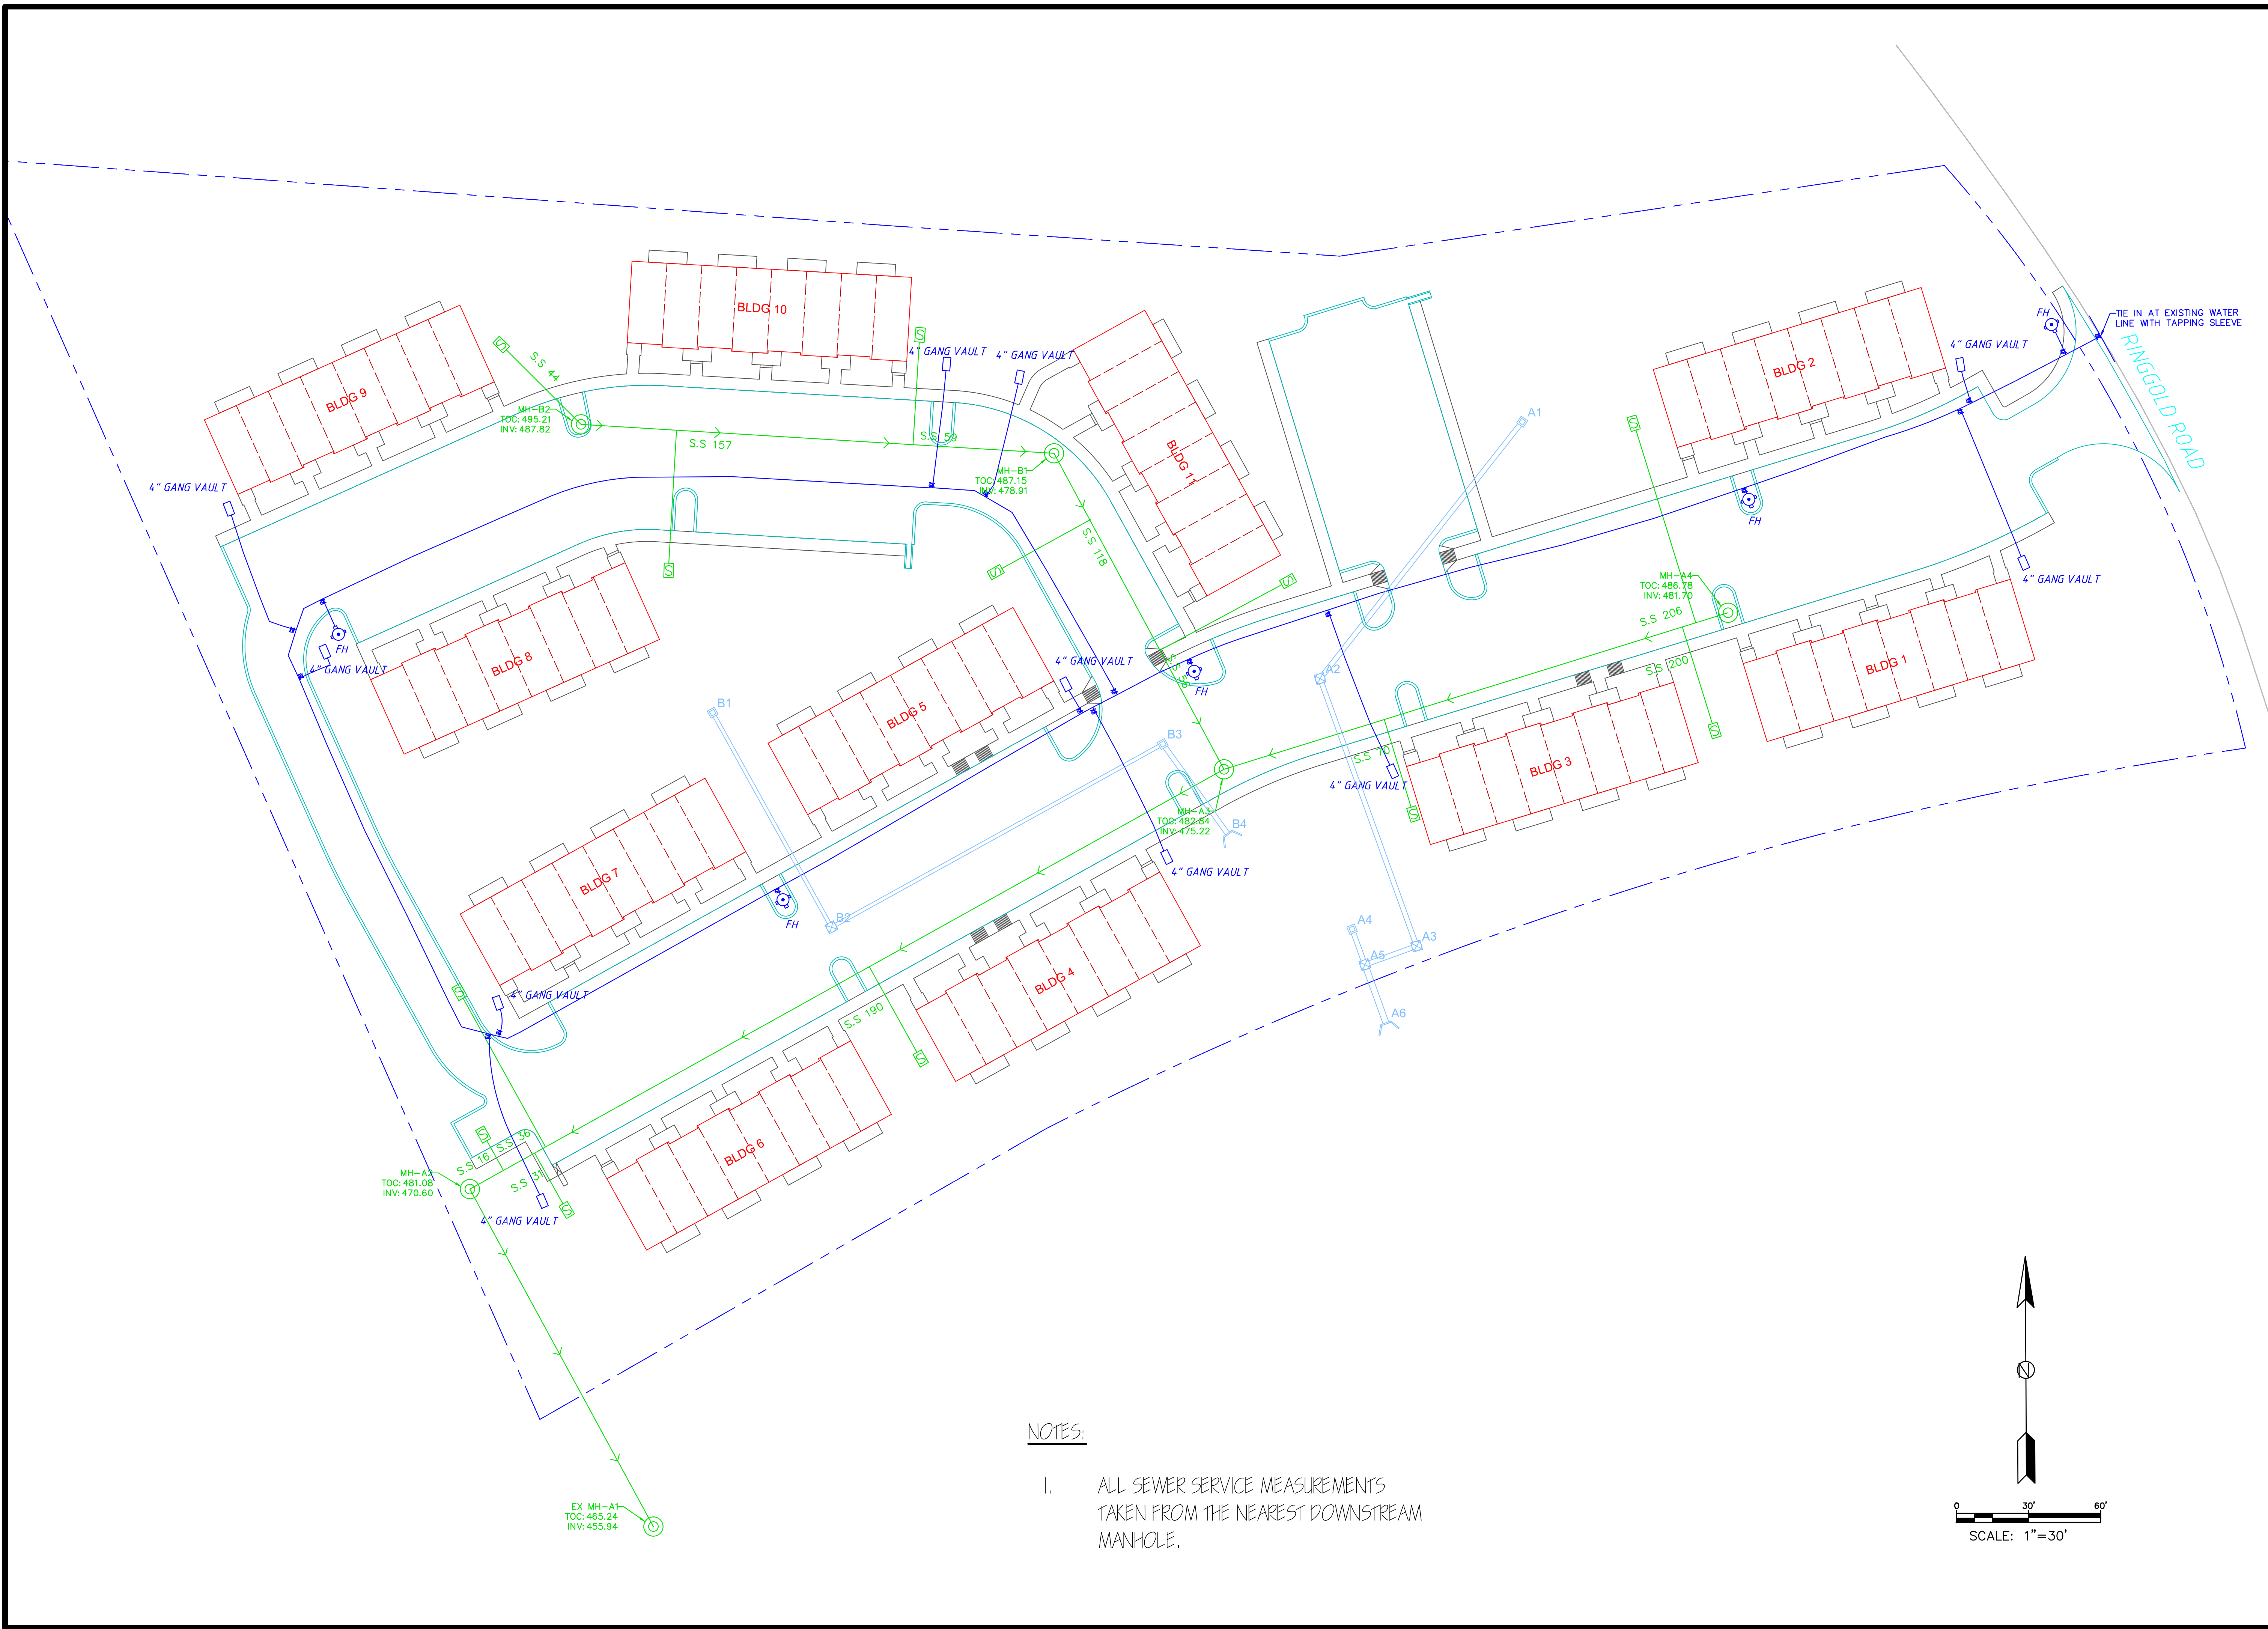 BLDG 10
BLDG 9
BLDG 11
BLDG 2
BLDG 8
BLDG 5
BLDG 1
BLDG 3
BLDG 7
BLDG 4
BLDG 6
FH
TIE IN AT EXISTING WATER
LINE WITH TAPPING SLEEVE
RINGGOLD ROAD
4" GANG VAULT
4" GANG VAULT
4" GANG VAULT
S.S 44
MH-B2
TOC: 495.21
INV: 487.82
S.S 157
S.S 59
MH-B1
TOC: 487.15
INV: 478.91
4" GANG VAULT
A1
FH
S.S 118
MH-A4
TOC: 486.78
INV: 481.70
4" GANG VAULT
S.S 206
FH
4" GANG VAULT
4" GANG VAULT
S.S 56
A2
S.S 200
FH
B1
B3
S.S 70
4" GANG VAULT
MH-A3
TOC: 482.84
INV: 475.22
B4
4" GANG VAULT
B2
FH
A4
A3
A5
A6
4" GANG VAULT
S.S 190
S.S 36
S.S 16
S.S 31
MH-A2
TOC: 481.08
INV: 470.60
4" GANG VAULT
EX MH-A1
TOC: 465.24
INV: 455.94
NOTES:
1. ALL SEWER SERVICE MEASUREMENTS
TAKEN FROM THE NEAREST DOWNSTREAM
MANHOLE.
N
0 30' 60'
SCALE: 1"=30'
S
S
S
S
S
S
S
S
S
S
S